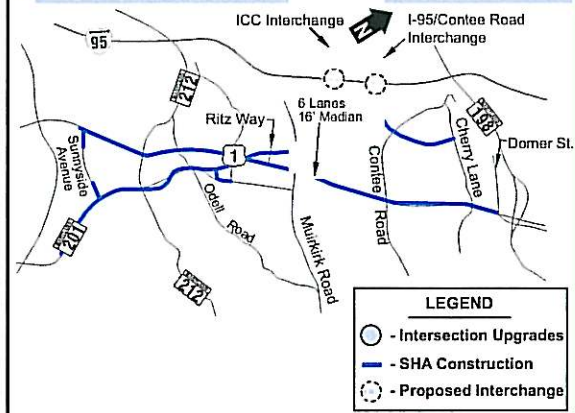 ICC Interchange
N
I-95/Contee Road
Interchange
95
212
6 Lanes
16' Median
Ritz Way
1
198
Domer St.
Cherry Lane
Sunnyside
Avenue
Odell
Road
Contee
Road
Muirkirk Road
201
212
LEGEND
- Intersection Upgrades
- SHA Construction
- Proposed Interchange